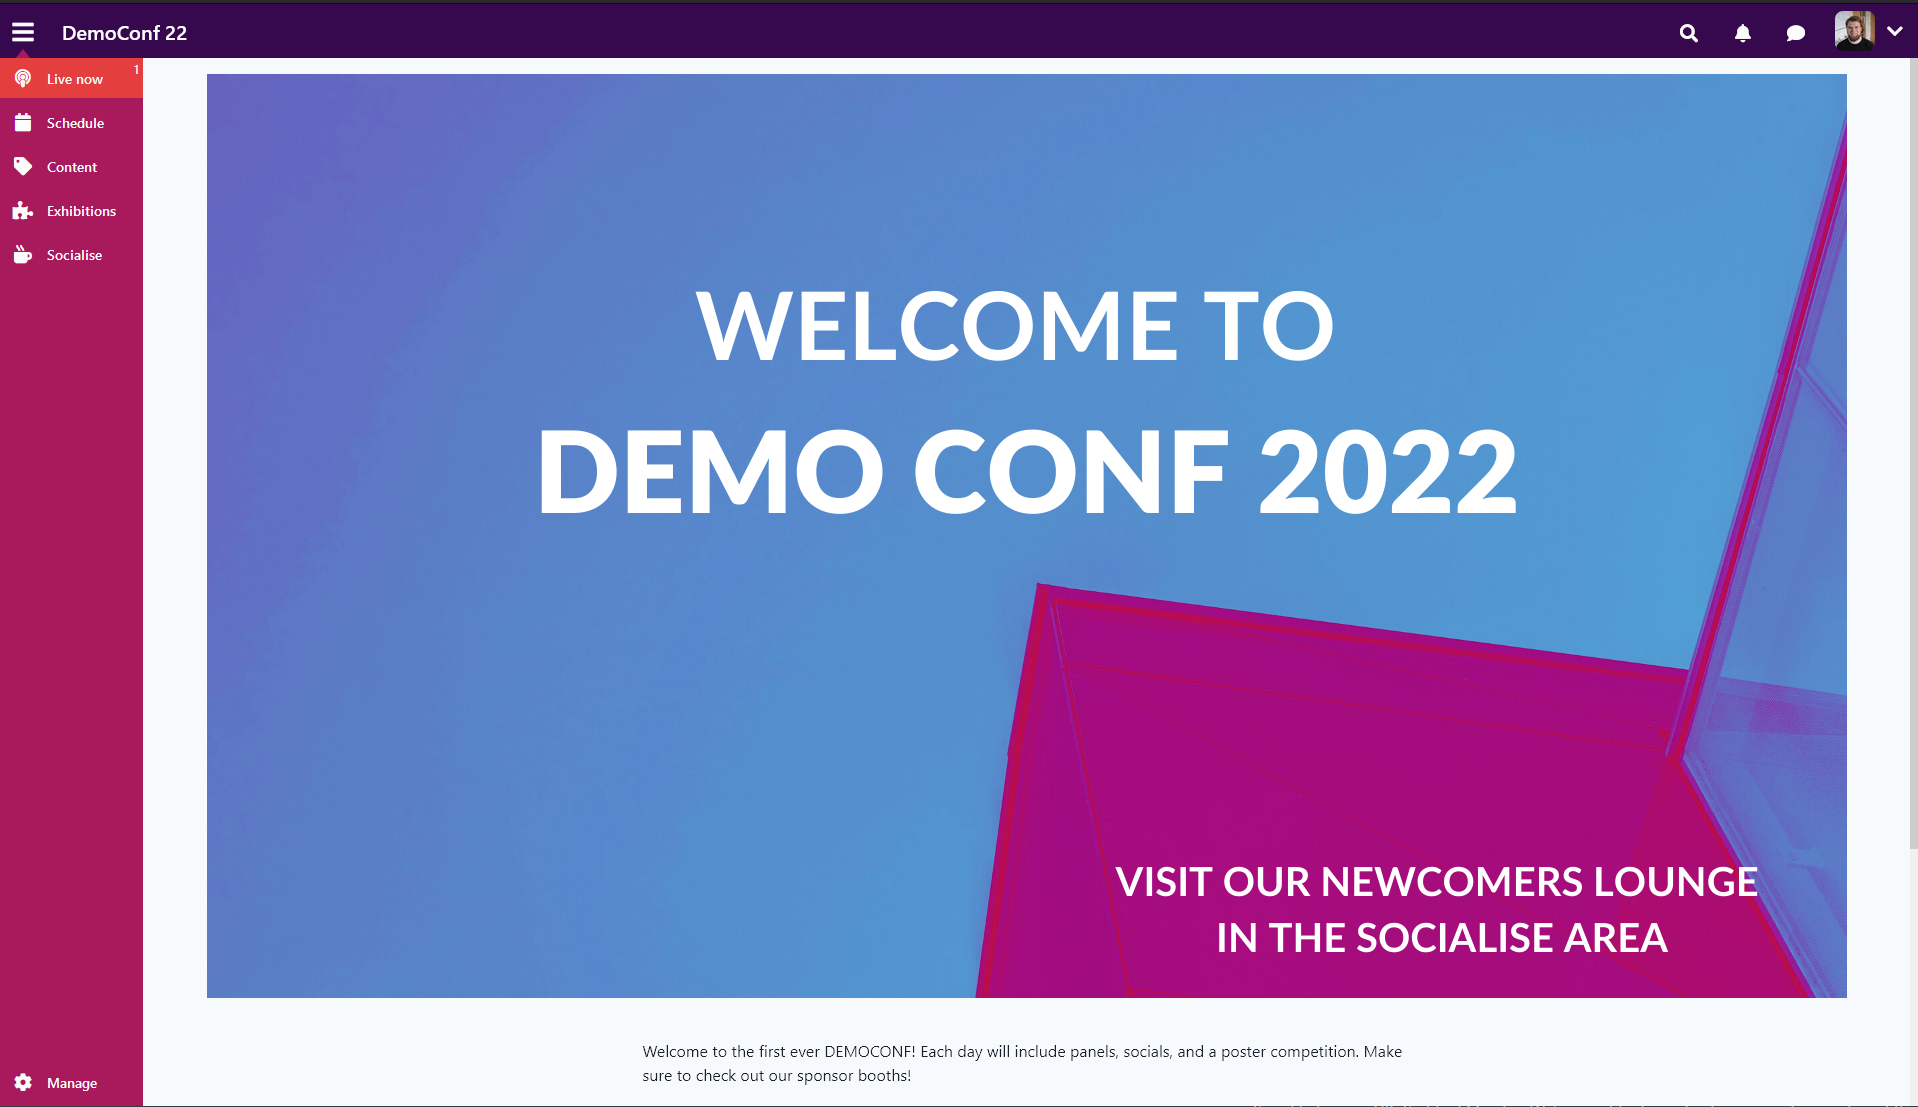 DemoConf 22
Live now 1
Schedule
Content
Exhibitions
Socialise
WELCOME TO
DEMO CONF 2022
VISIT OUR NEWCOMERS LOUNGE
IN THE SOCIALISE AREA
Welcome to the first ever DEMOCONF! Each day will include panels, socials, and a poster competition. Make
sure to check out our sponsor booths!
Manage